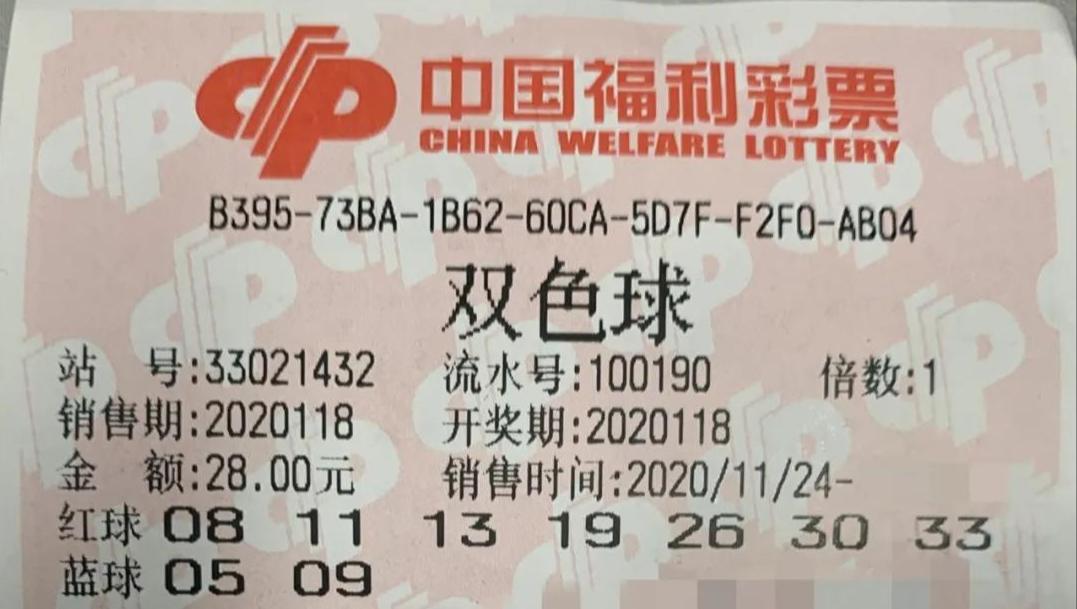 中国福利彩票
CHINA WELFARE LOTTERY
B395-73BA-1B62-60CA-5D7F-F2F0-AB04
双色球
站 号:33021432 流水号:100190 倍数:1
销售期:2020118 开奖期:2020118
金 额:28.00元 销售时间:2020/11/24-
红球 08 11 13 19 26 30 33
蓝球 05 09